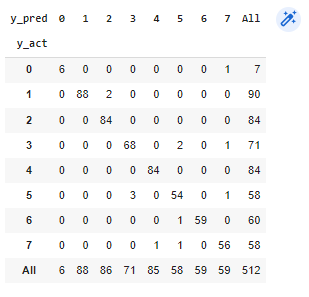 y_pred 0 1 2 3 4 5 6 7 All
y_act
0 6 0 0 0 0 0 0 1 7
1 0 88 2 0 0 0 0 0 90
2 0 0 84 0 0 0 0 0 84
3 0 0 0 68 0 2 0 1 71
4 0 0 0 0 84 0 0 0 84
5 0 0 0 3 0 54 0 1 58
6 0 0 0 0 0 1 59 0 60
7 0 0 0 0 1 1 0 56 58
All 6 88 86 71 85 58 59 59 512